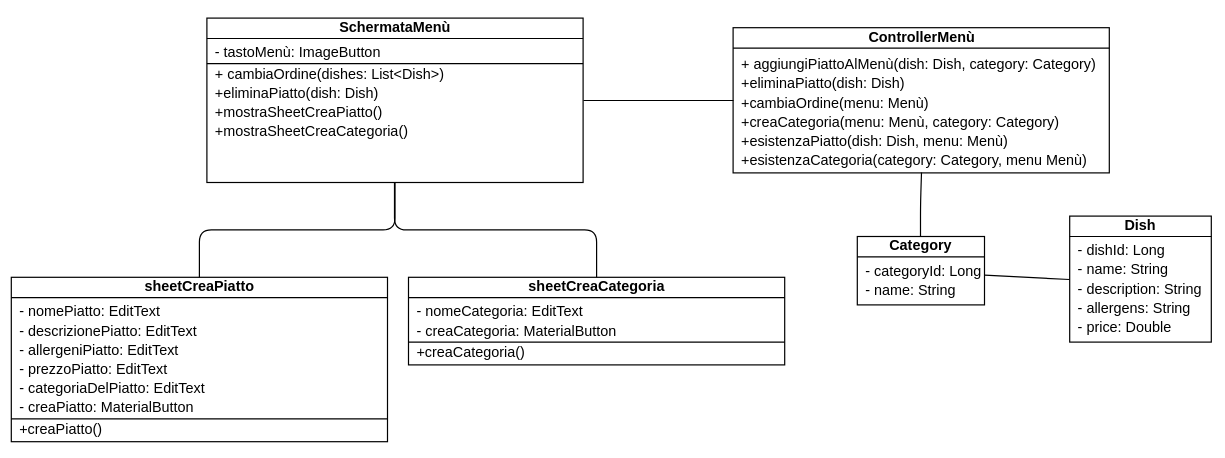 SchermataMenù
- tastoMenù: ImageButton
+ cambiaOrdine(dishes: List<Dish>)
+eliminaPiatto(dish: Dish)
+mostraSheetCreaPiatto()
+mostraSheetCreaCategoria()
ControllerMenù
+ aggiungiPiattoAlMenù(dish: Dish, category: Category)
+eliminaPiatto(dish: Dish)
+cambiaOrdine(menu: Menù)
+creaCategoria(menu: Menù, category: Category)
+esistenzaPiatto(dish: Dish, menu: Menù)
+esistenzaCategoria(category: Category, menu Menù)
sheetCreaPiatto
- nomePiatto: EditText
- descrizionePiatto: EditText
- allergeniPiatto: EditText
- prezzoPiatto: EditText
- categoriaDelPiatto: EditText
- creaPiatto: MaterialButton
+creaPiatto()
sheetCreaCategoria
- nomeCategoria: EditText
- creaCategoria: MaterialButton
+creaCategoria()
Category
- categoryId: Long
- name: String
Dish
- dishId: Long
- name: String
- description: String
- allergens: String
- price: Double